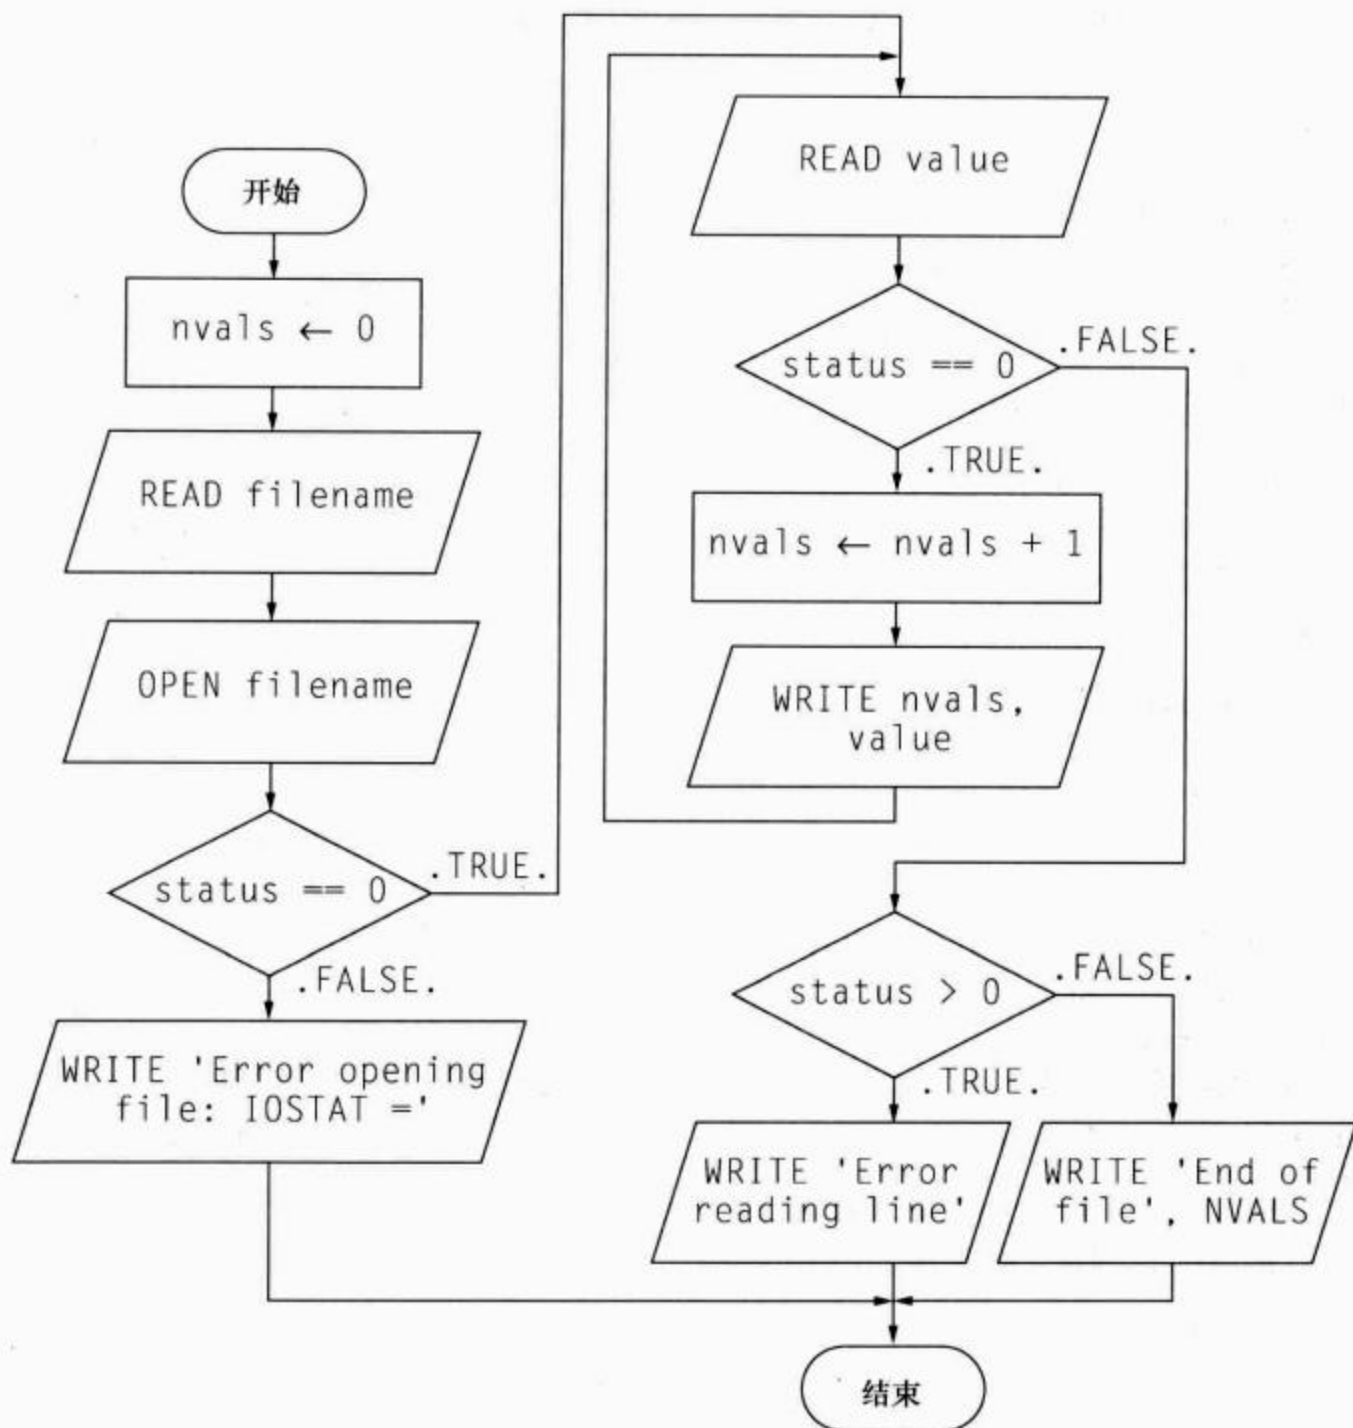 开始
nvals ← 0
READ filename
OPEN filename
status == 0
.TRUE.
.FALSE.
WRITE 'Error opening
file: IOSTAT ='
READ value
status == 0
.FALSE.
.TRUE.
nvals ← nvals + 1
WRITE nvals,
value
status > 0
.FALSE.
.TRUE.
WRITE 'Error
reading line'
WRITE 'End of
file', NVALS
结束